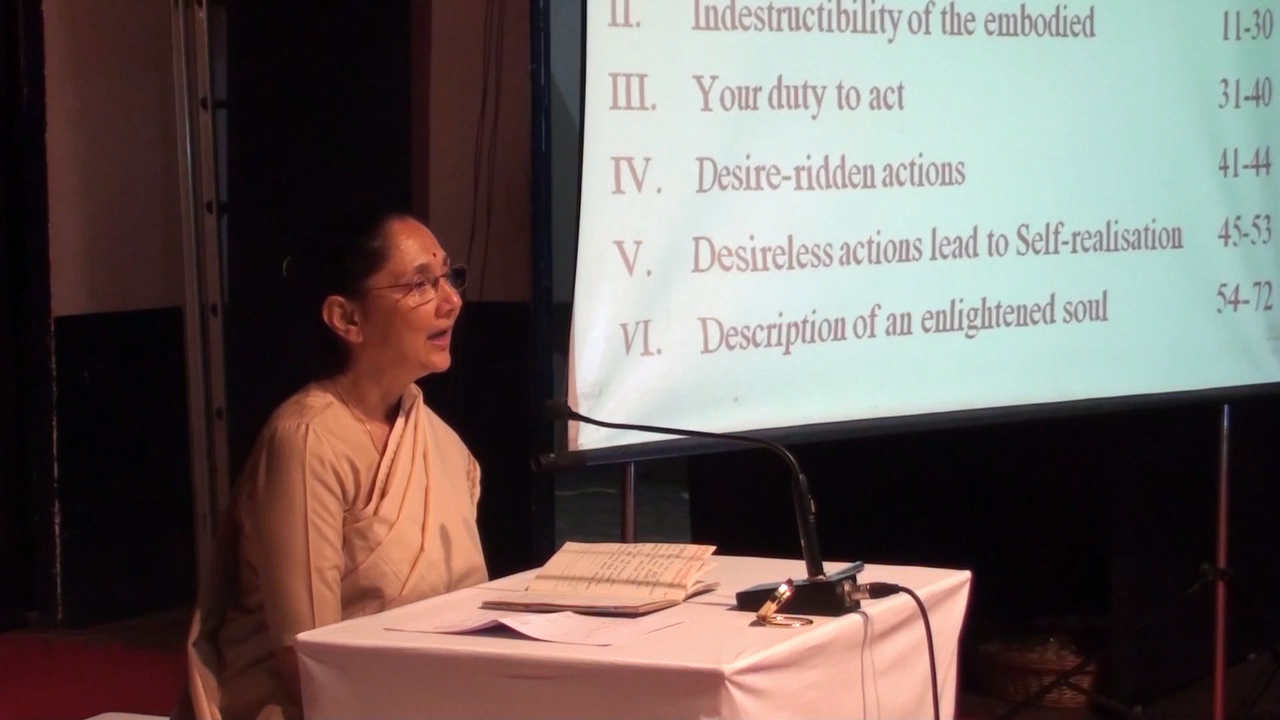 II. Indestructibility of the embodied 11-30
III. Your duty to act 31-40
IV. Desire-ridden actions 41-44
V. Desireless actions lead to Self-realisation 45-53
VI. Description of an enlightened soul 54-72